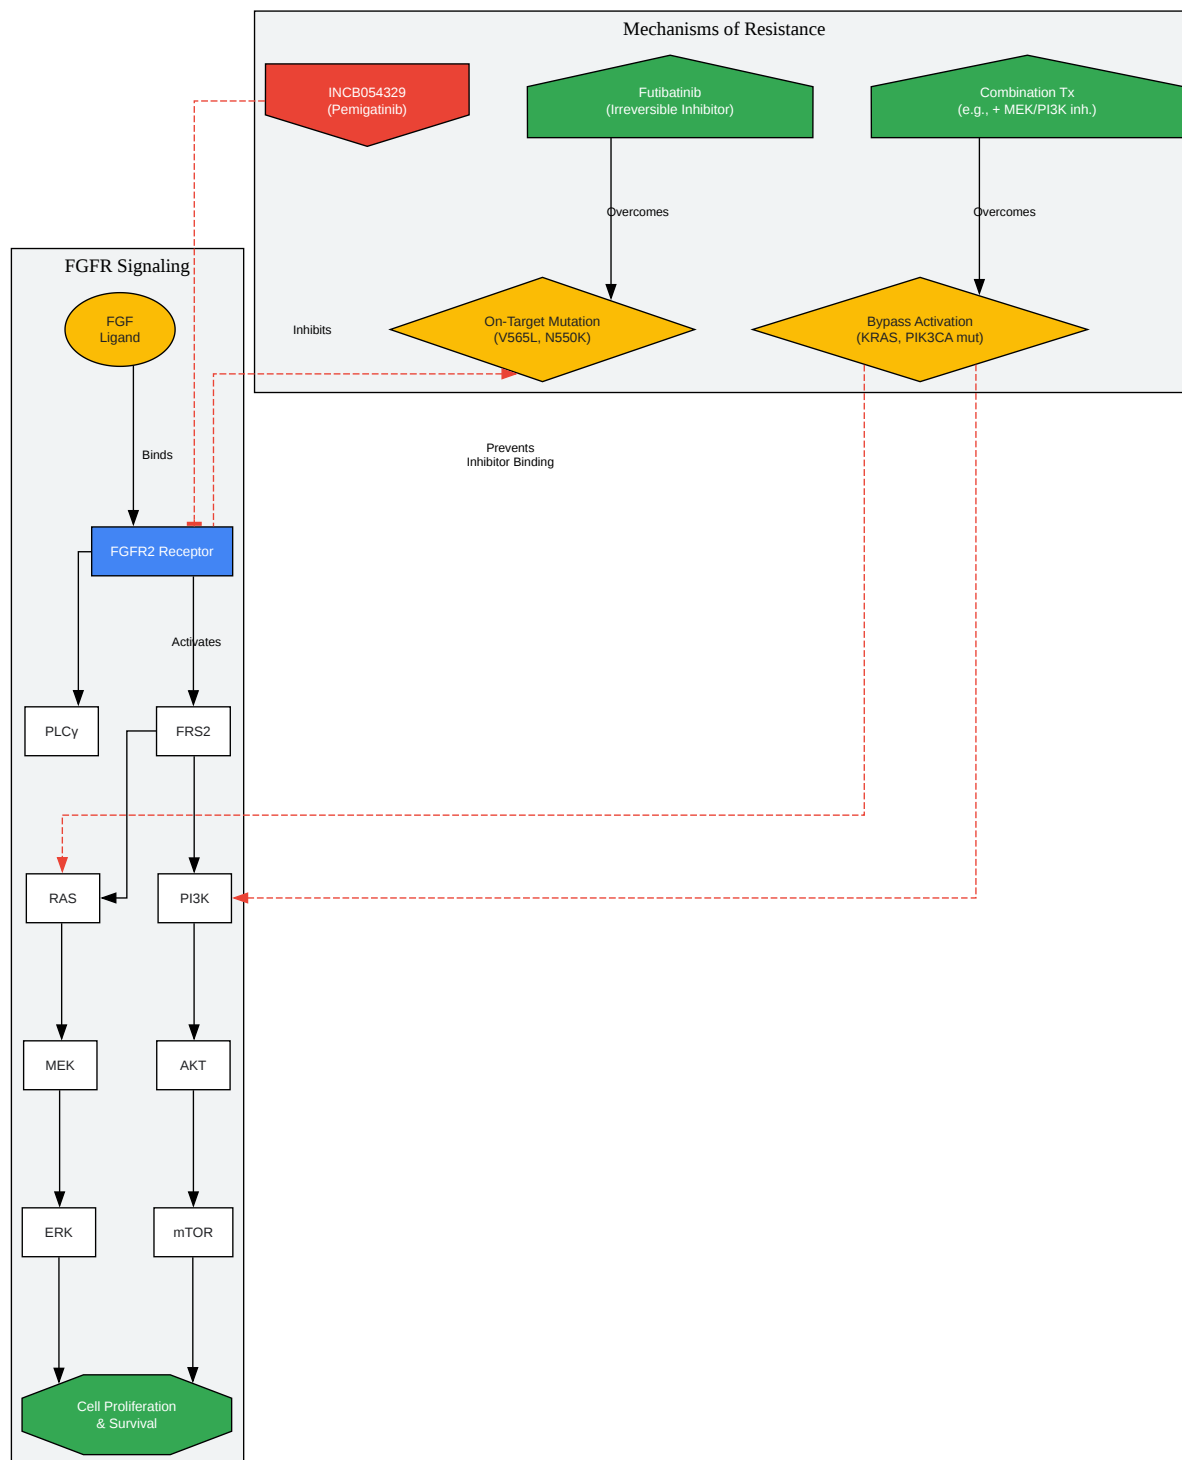 Mechanisms of Resistance
INCB054329
(Pemigatinib)
Futibatinib
(Irreversible Inhibitor)
Combination Tx
(e.g., + MEK/PI3K inh.)
Overcomes
Overcomes
FGFR Signaling
FGF
Ligand
Inhibits
On-Target Mutation
(V565L, N550K)
Bypass Activation
(KRAS, PIK3CA mut)
Binds
Prevents
Inhibitor Binding
FGFR2 Receptor
Activates
PLCγ
FRS2
RAS
PI3K
MEK
AKT
ERK
mTOR
Cell Proliferation
& Survival